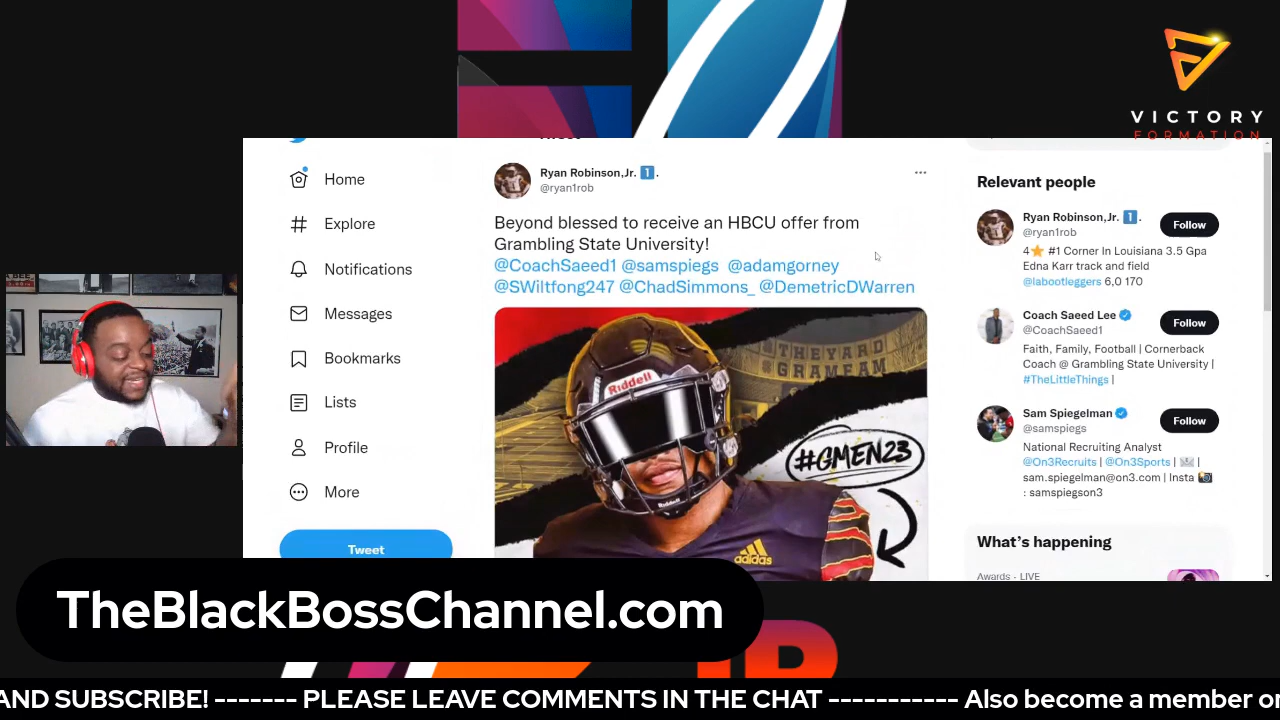 VICTORY
FORMATION
Home
Explore
Notifications
Messages
Bookmarks
Lists
Profile
More
Tweet
Ryan Robinson,Jr. 1️⃣ .
@ryan1rob
Beyond blessed to receive an HBCU offer from
Grambling State University!
@CoachSaeed1 @samspiegs @adamgorney
@SWiltfong247 @ChadSimmons_ @DemetricDWarren
THEYARD
GRAMFAM
Riddell
Riddell
#GMEN23
adidas
Relevant people
Ryan Robinson,Jr. 1️⃣ .
@ryan1rob
Follow
4⭐ #1 Corner In Louisiana 3.5 Gpa
Edna Karr track and field
@labootleggers 6,0 170
Coach Saeed Lee
@CoachSaeed1
Follow
Faith, Family, Football | Cornerback
Coach @ Grambling State University |
#TheLittleThings |
Sam Spiegelman
@samspiegs
Follow
National Recruiting Analyst
@On3Recruits | @On3Sports | 📧 |
sam.spiegelman@on3.com | Insta 📸
: samspiegson3
What's happening
Awards · LIVE
TheBlackBossChannel.com
AND SUBSCRIBE! ------- PLEASE LEAVE COMMENTS IN THE CHAT ----------- Also become a member on